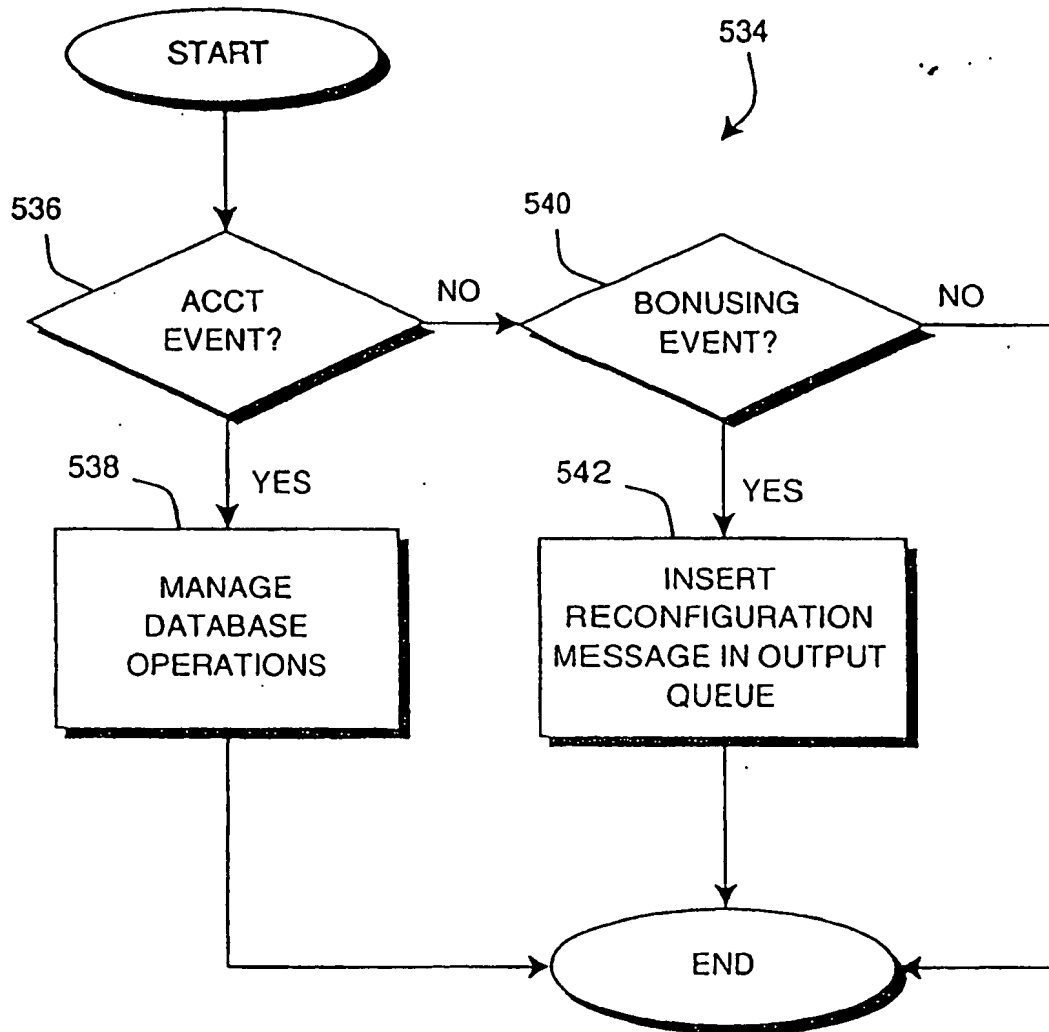 START
534
536
ACCT
EVENT?
NO
540
BONUSING
EVENT?
NO
538
YES
542
YES
MANAGE
DATABASE
OPERATIONS
INSERT
RECONFIGURATION
MESSAGE IN OUTPUT
QUEUE
END